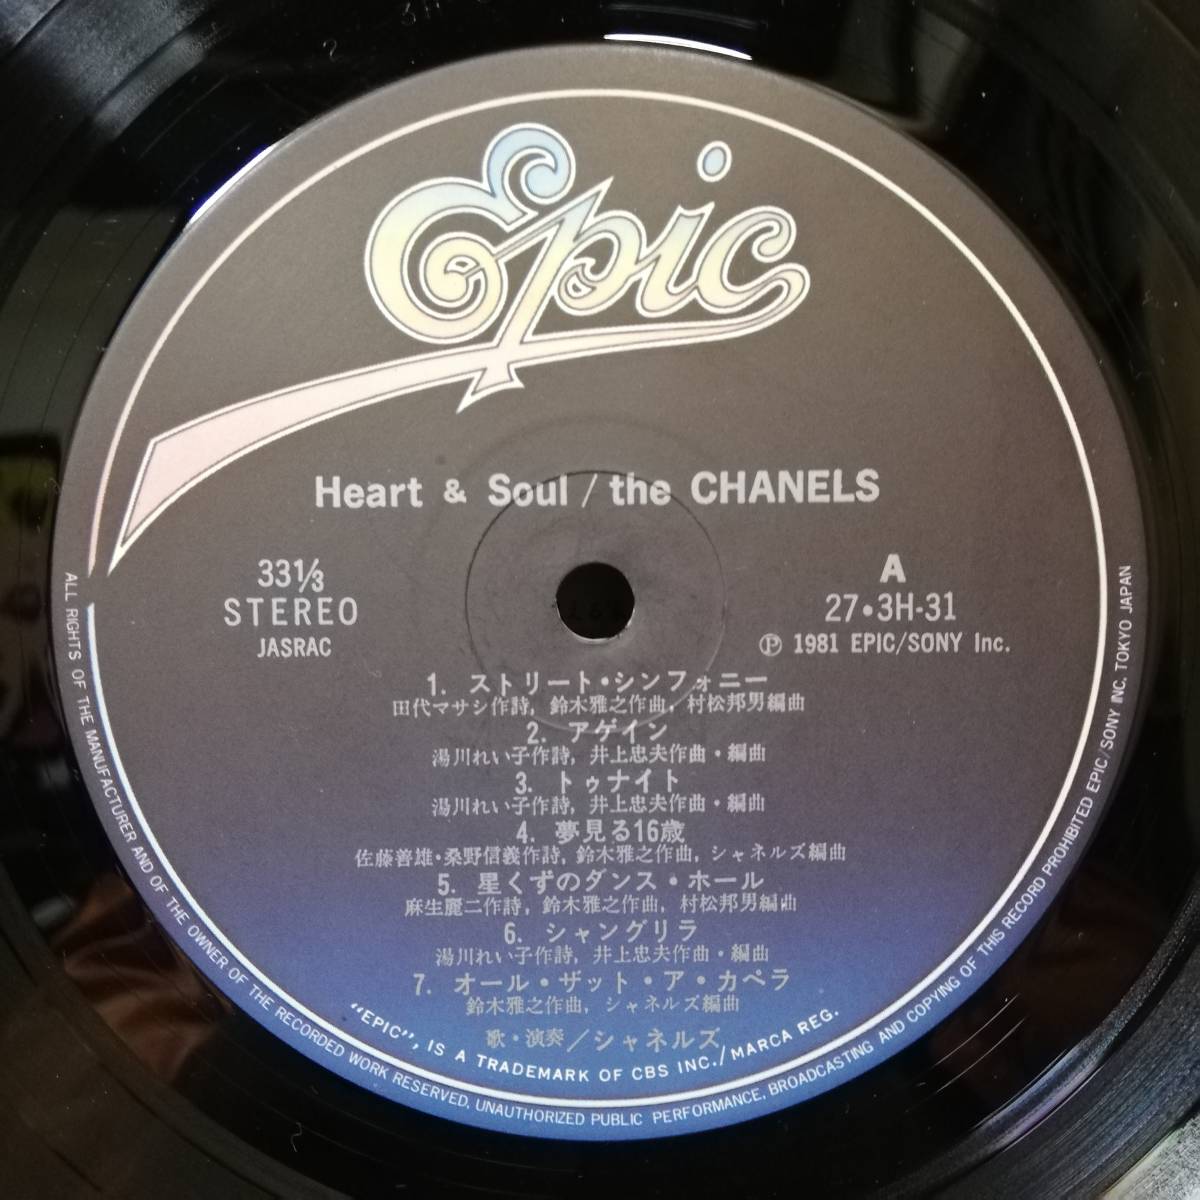 Epic
Heart & Soul / the CHANELS
33⅓
STEREO
JASRAC
A
27•3H-31
Ⓟ 1981 EPIC/SONY Inc.
1. ストリート・シンフォニー
田代マサシ作詩, 鈴木雅之作曲, 村松邦男編曲
2. アゲイン
湯川れい子作詩, 井上忠夫作曲・編曲
3. トゥナイト
湯川れい子作詩, 井上忠夫作曲・編曲
4. 夢見る16歳
佐藤善雄・桑野信義作詩, 鈴木雅之作曲, シャネルズ編曲
5. 星くずのダンス・ホール
麻生麗二作詩, 鈴木雅之作曲, 村松邦男編曲
6. シャングリラ
湯川れい子作詩, 井上忠夫作曲・編曲
7. オール・ザット・ア・カペラ
鈴木雅之作曲, シャネルズ編曲
歌・演奏/シャネルズ
"EPIC", IS A TRADEMARK OF CBS INC./MARCA REG.
ALL RIGHTS OF THE MANUFACTURER AND OF THE OWNER OF THE RECORDED WORK RESERVED, UNAUTHORIZED PUBLIC PERFORMANCE, BROADCASTING AND COPYING OF THIS RECORD PROHIBITED EPIC/SONY INC. TOKYO JAPAN